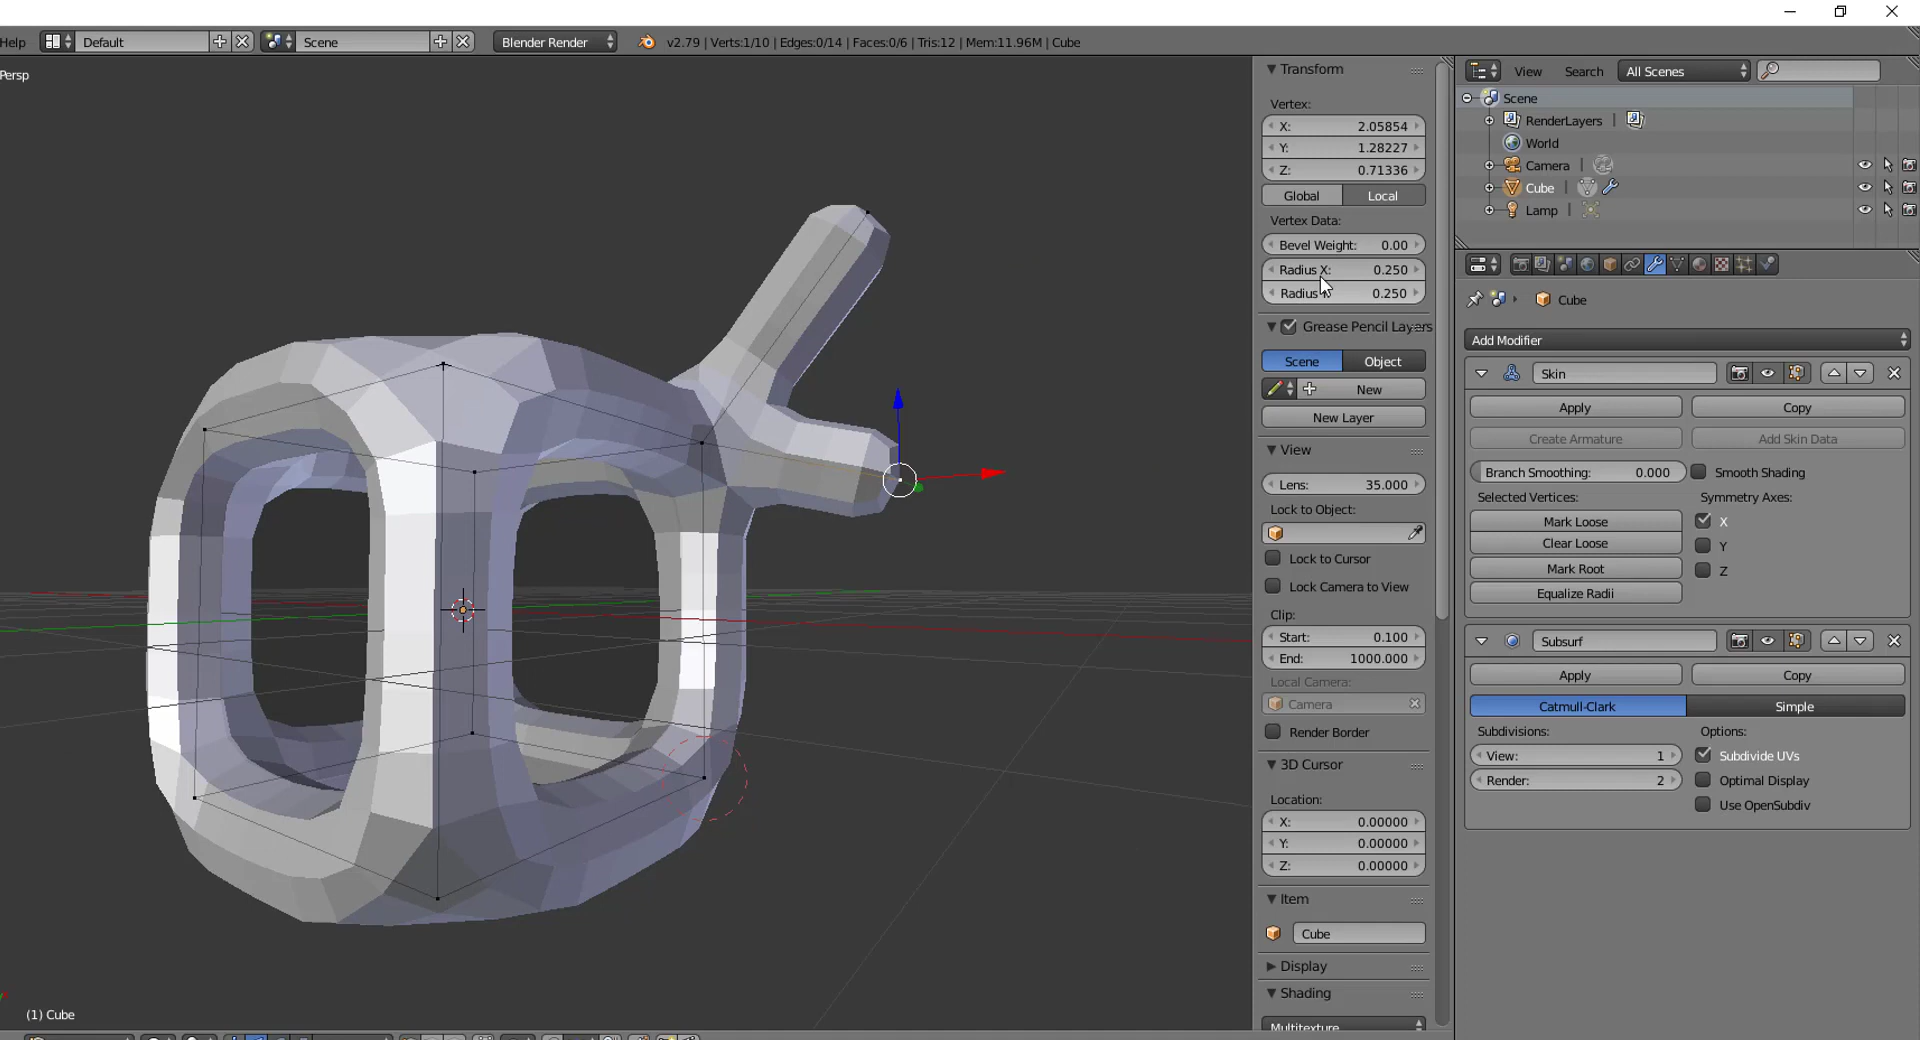 Help Default Scene Blender Render v2.79 | Verts:1/10 | Edges:0/14 | Faces:0/6 | Tris:12 | Mem:11.96M | Cube
Persp
(1) Cube
Transform
Vertex:
X: 2.05854
Y: 1.28227
Z: 0.71336
Global Local
Vertex Data:
Bevel Weight: 0.00
Radius X: 0.250
Radius 0.250
Grease Pencil Layers
Scene Object
New
New Layer
View
Lens: 35.000
Lock to Object:
Lock to Cursor
Lock Camera to View
Clip:
Start: 0.100
End: 1000.000
Local Camera:
Camera
Render Border
3D Cursor
Location:
X: 0.00000
Y: 0.00000
Z: 0.00000
Item
Cube
Display
Shading
Multitexture
View Search All Scenes
Scene
RenderLayers |
World
Camera |
Cube |
Lamp |
Cube
Add Modifier
Skin
Apply Copy
Create Armature Add Skin Data
Branch Smoothing: 0.000 Smooth Shading
Selected Vertices: Symmetry Axes:
Mark Loose X
Clear Loose Y
Mark Root Z
Equalize Radii
Subsurf
Apply Copy
Catmull-Clark Simple
Subdivisions: Options:
View: 1 Subdivide UVs
Render: 2 Optimal Display
Use OpenSubdiv